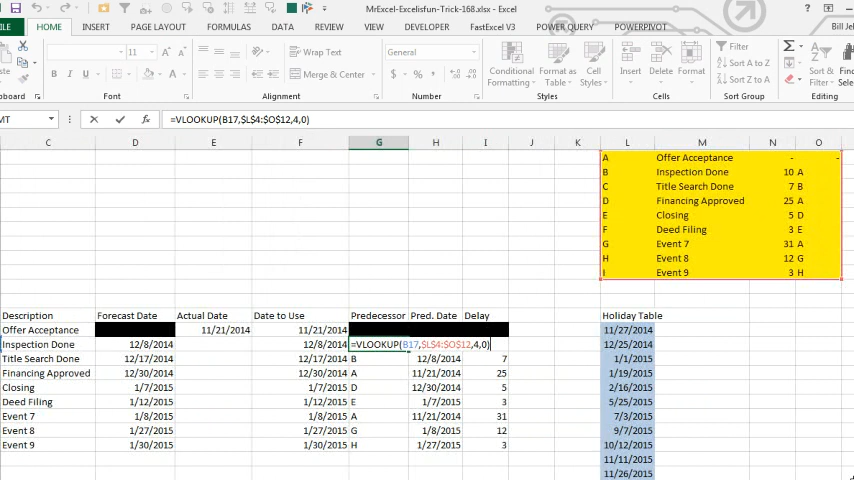 MrExcel-Excelisfun-Trick-168.xlsx - Excel
FILE HOME INSERT PAGE LAYOUT FORMULAS DATA REVIEW VIEW DEVELOPER FastExcel V3 POWER QUERY POWERPIVOT Bill Jel
11 A A Wrap Text General Filter
Sort A to Z
Sort Z to A
B I U A Merge & Center $ % , Conditional Formatting Format as Table Cell Styles Insert Delete Format Sort & Filter Find Select
board Font Alignment Number Styles Cells Editing
MT =VLOOKUP(B17,$L$4:$O$12,4,0)
C D E F G H I J K L M N O
A Offer Acceptance - -
B Inspection Done 10 A
C Title Search Done 7 B
D Financing Approved 25 A
E Closing 5 D
F Deed Filing 3 E
G Event 7 31 A
H Event 8 12 G
I Event 9 3 H
Description Forecast Date Actual Date Date to Use Predecessor Pred. Date Delay Holiday Table
Offer Acceptance 11/21/2014 11/21/2014 11/27/2014
Inspection Done 12/8/2014 12/8/2014 =VLOOKUP(B17,$L$4:$O$12,4,0) 12/25/2014
Title Search Done 12/17/2014 12/17/2014 B 12/8/2014 7 1/1/2015
Financing Approved 12/30/2014 12/30/2014 A 11/21/2014 25 1/19/2015
Closing 1/7/2015 1/7/2015 D 12/30/2014 5 2/16/2015
Deed Filing 1/12/2015 1/12/2015 E 1/7/2015 3 5/25/2015
Event 7 1/8/2015 1/8/2015 A 11/21/2014 31 7/3/2015
Event 8 1/27/2015 1/27/2015 G 1/8/2015 12 9/7/2015
Event 9 1/30/2015 1/30/2015 H 1/27/2015 3 10/12/2015
11/11/2015
11/26/2015